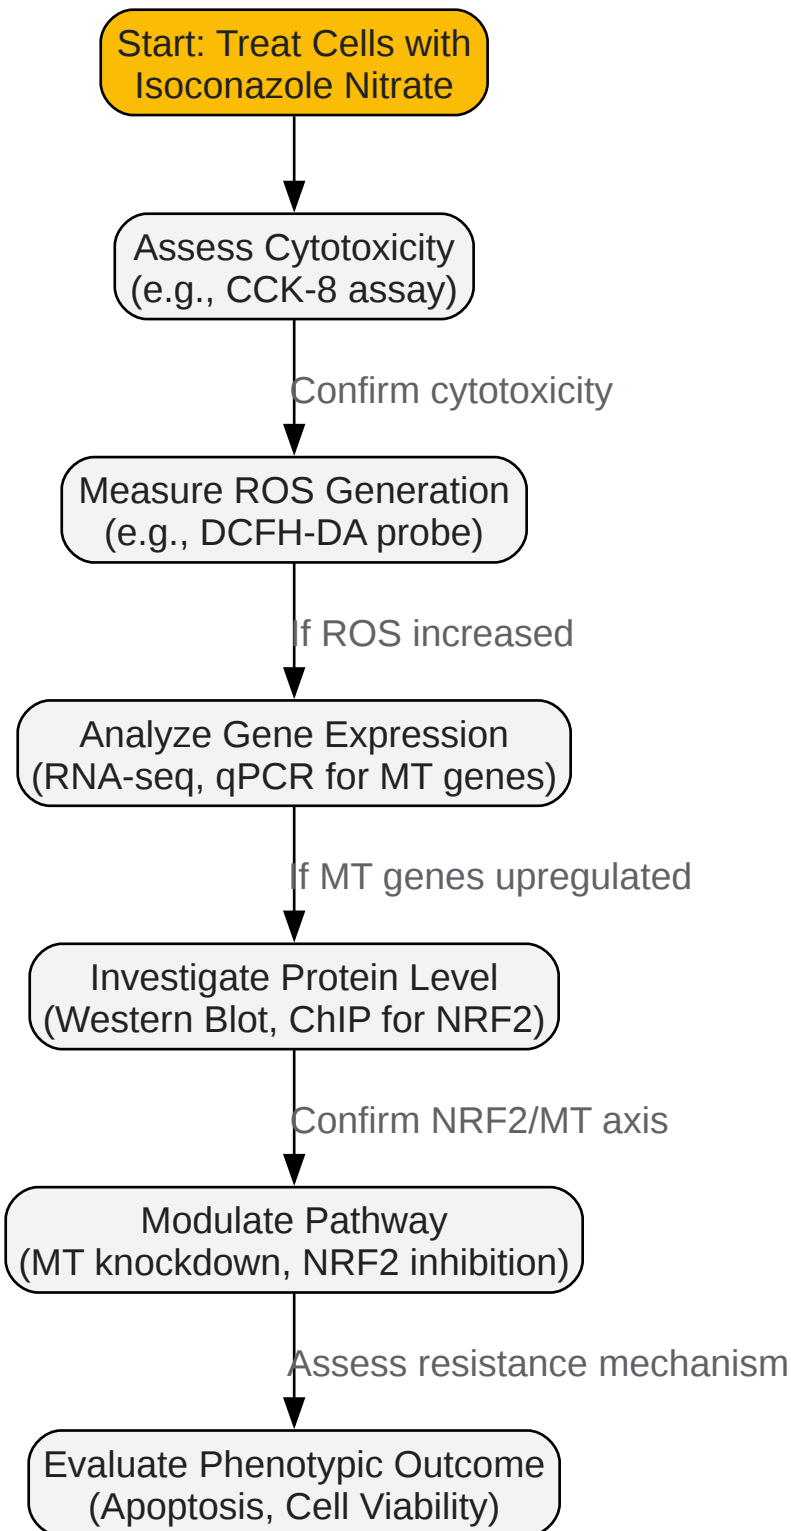 Start: Treat Cells with
Isoconazole Nitrate
Assess Cytotoxicity
(e.g., CCK-8 assay)
Confirm cytotoxicity
Measure ROS Generation
(e.g., DCFH-DA probe)
If ROS increased
Analyze Gene Expression
(RNA-seq, qPCR for MT genes)
If MT genes upregulated
Investigate Protein Level
(Western Blot, ChIP for NRF2)
Confirm NRF2/MT axis
Modulate Pathway
(MT knockdown, NRF2 inhibition)
Assess resistance mechanism
Evaluate Phenotypic Outcome
(Apoptosis, Cell Viability)